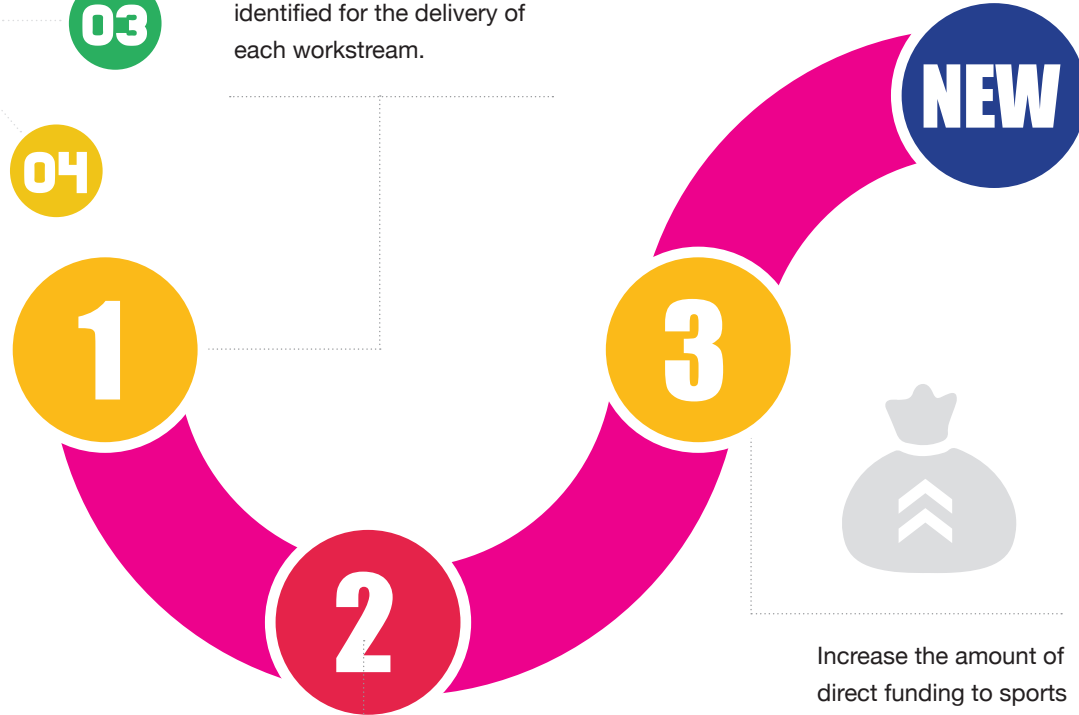 03
identified for the delivery of
each workstream.
NEW
04
1
3
2
Increase the amount of
direct funding to sports